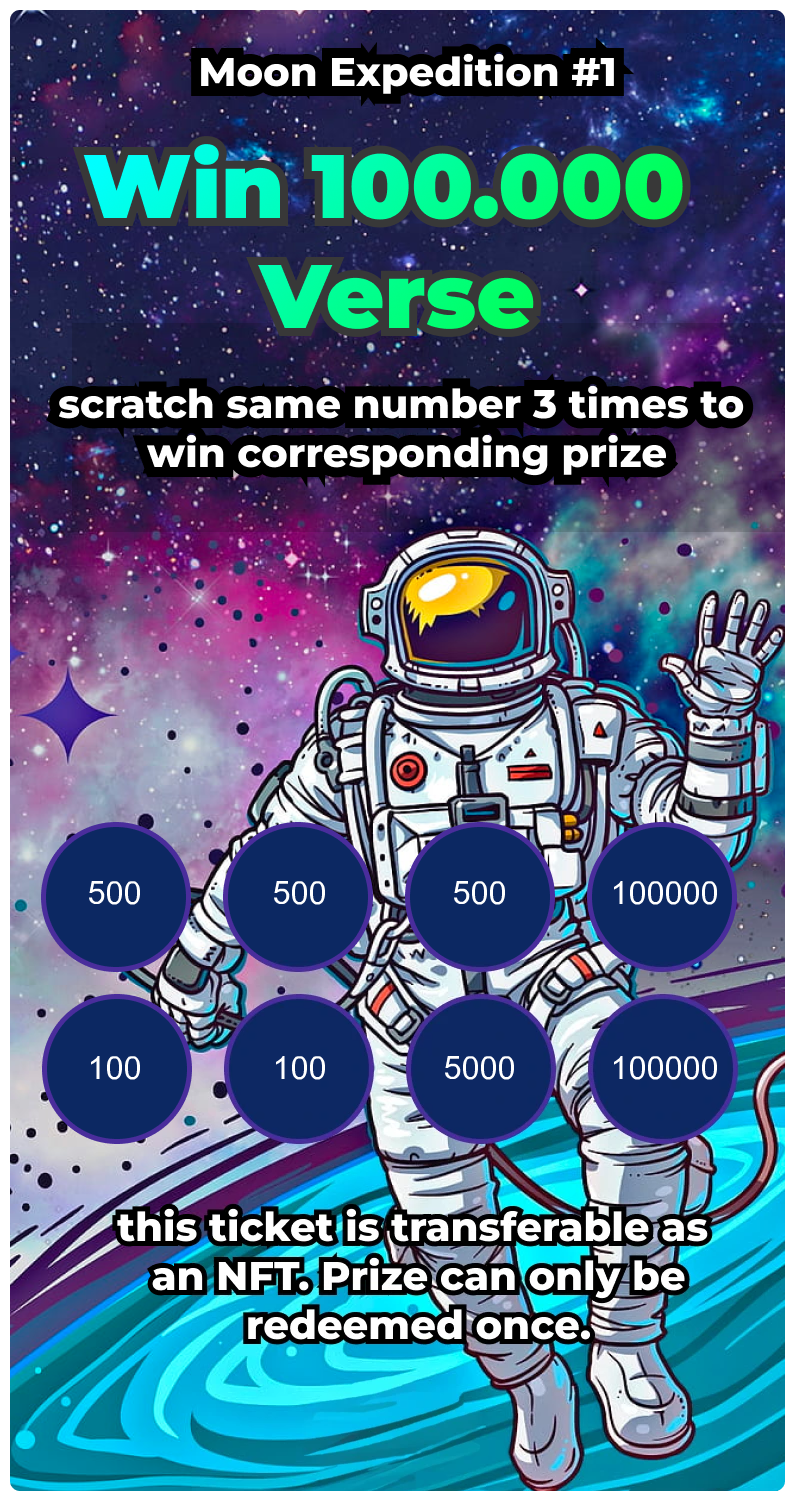 Moon Expedition #1
Win 100.000
Verse
scratch same number 3 times to
win corresponding prize
500 500 500 100000
100 100 5000 100000
this ticket is transferable as
an NFT. Prize can only be
redeemed once.